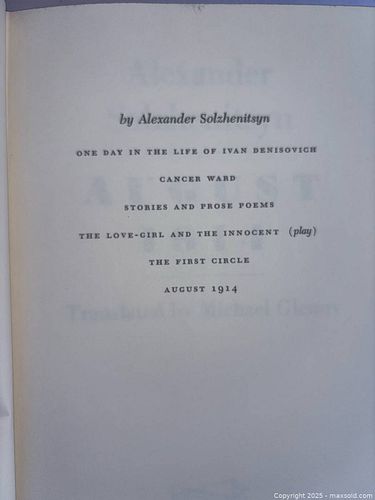 by Alexander Solzhenitsyn
ONE DAY IN THE LIFE OF IVAN DENISOVICH
CANCER WARD
STORIES AND PROSE POEMS
THE LOVE-GIRL AND THE INNOCENT (play)
THE FIRST CIRCLE
AUGUST 1914
Copyright 2025 - maxsold.com